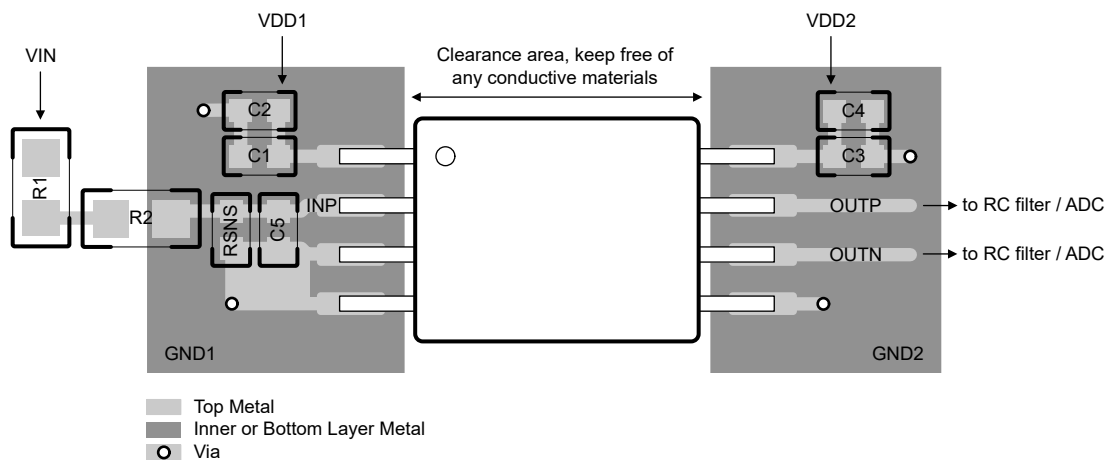 VDD1
VDD2
VIN
Clearance area, keep free of
any conductive materials
C2
C4
C1
C3
R1
R2
RSNS
C5
INP
OUTP
to RC filter / ADC
OUTN
to RC filter / ADC
GND1
GND2
Top Metal
Inner or Bottom Layer Metal
Via